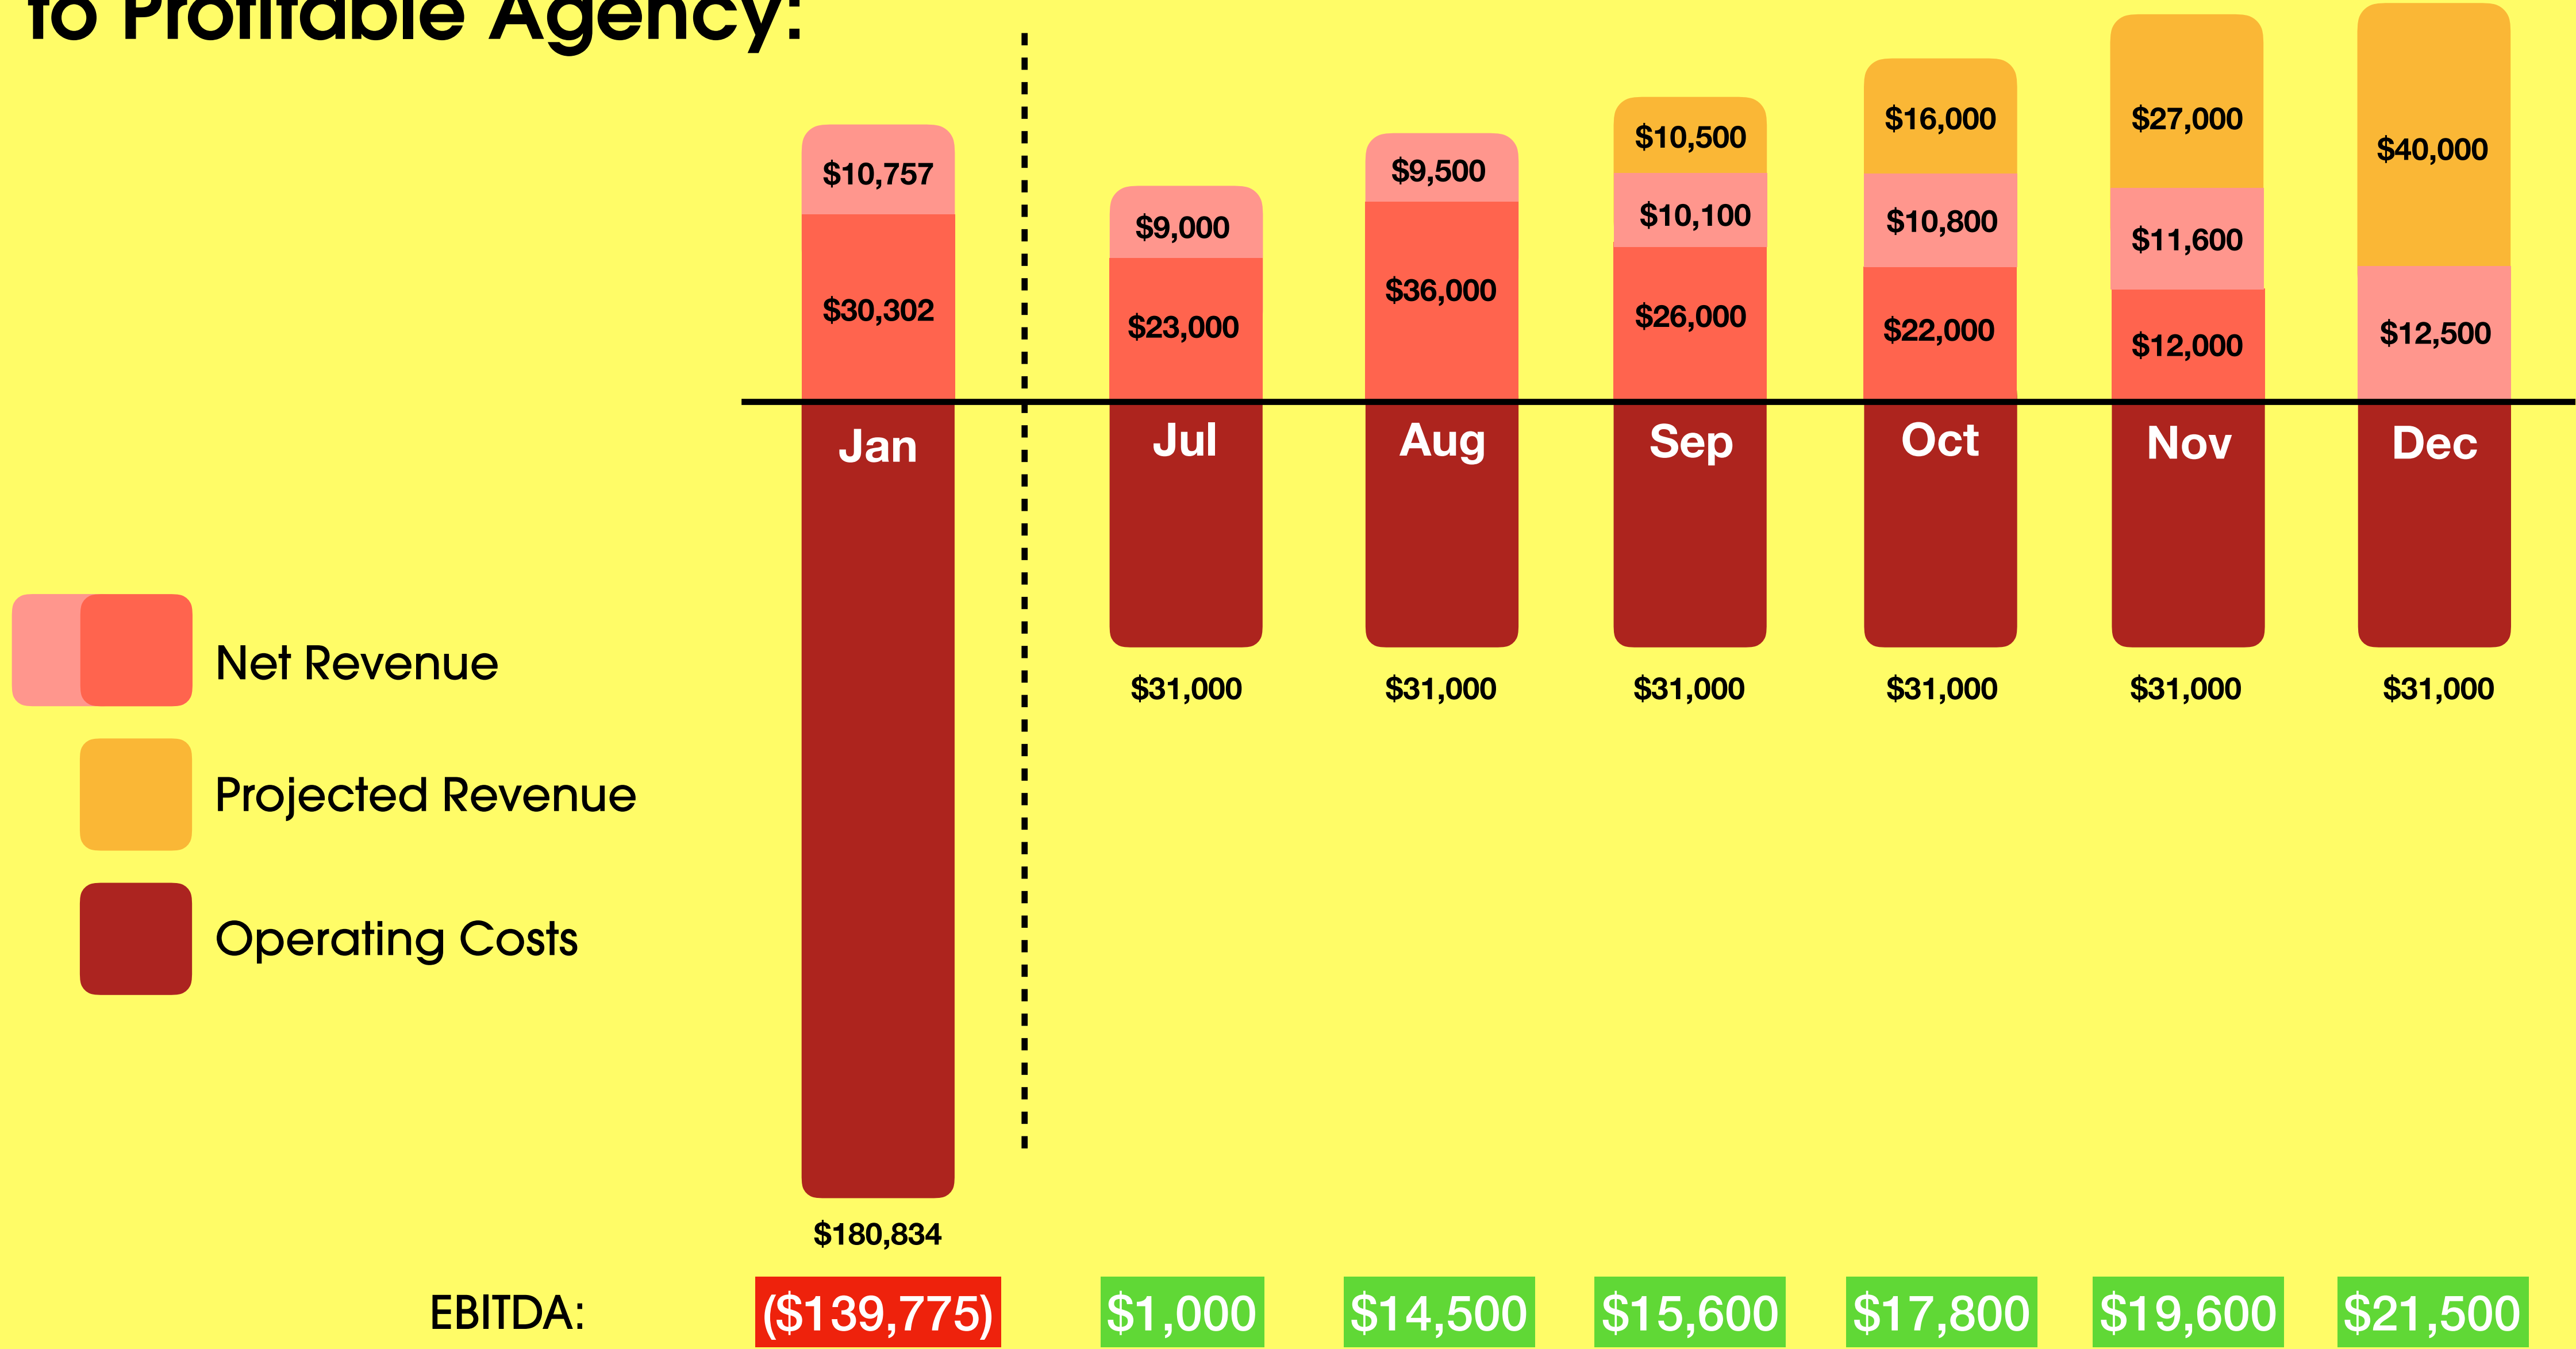 to Profitable Agency:
$10,757
$30,302
$9,000
$23,000
$9,500
$36,000
$10,500
$10,100
$26,000
$16,000
$10,800
$22,000
$27,000
$11,600
$12,000
$40,000
$12,500
Jan Jul Aug Sep Oct Nov Dec
$31,000 $31,000 $31,000 $31,000 $31,000 $31,000
$180,834
Net Revenue
Projected Revenue
Operating Costs
EBITDA: ($139,775) $1,000 $14,500 $15,600 $17,800 $19,600 $21,500